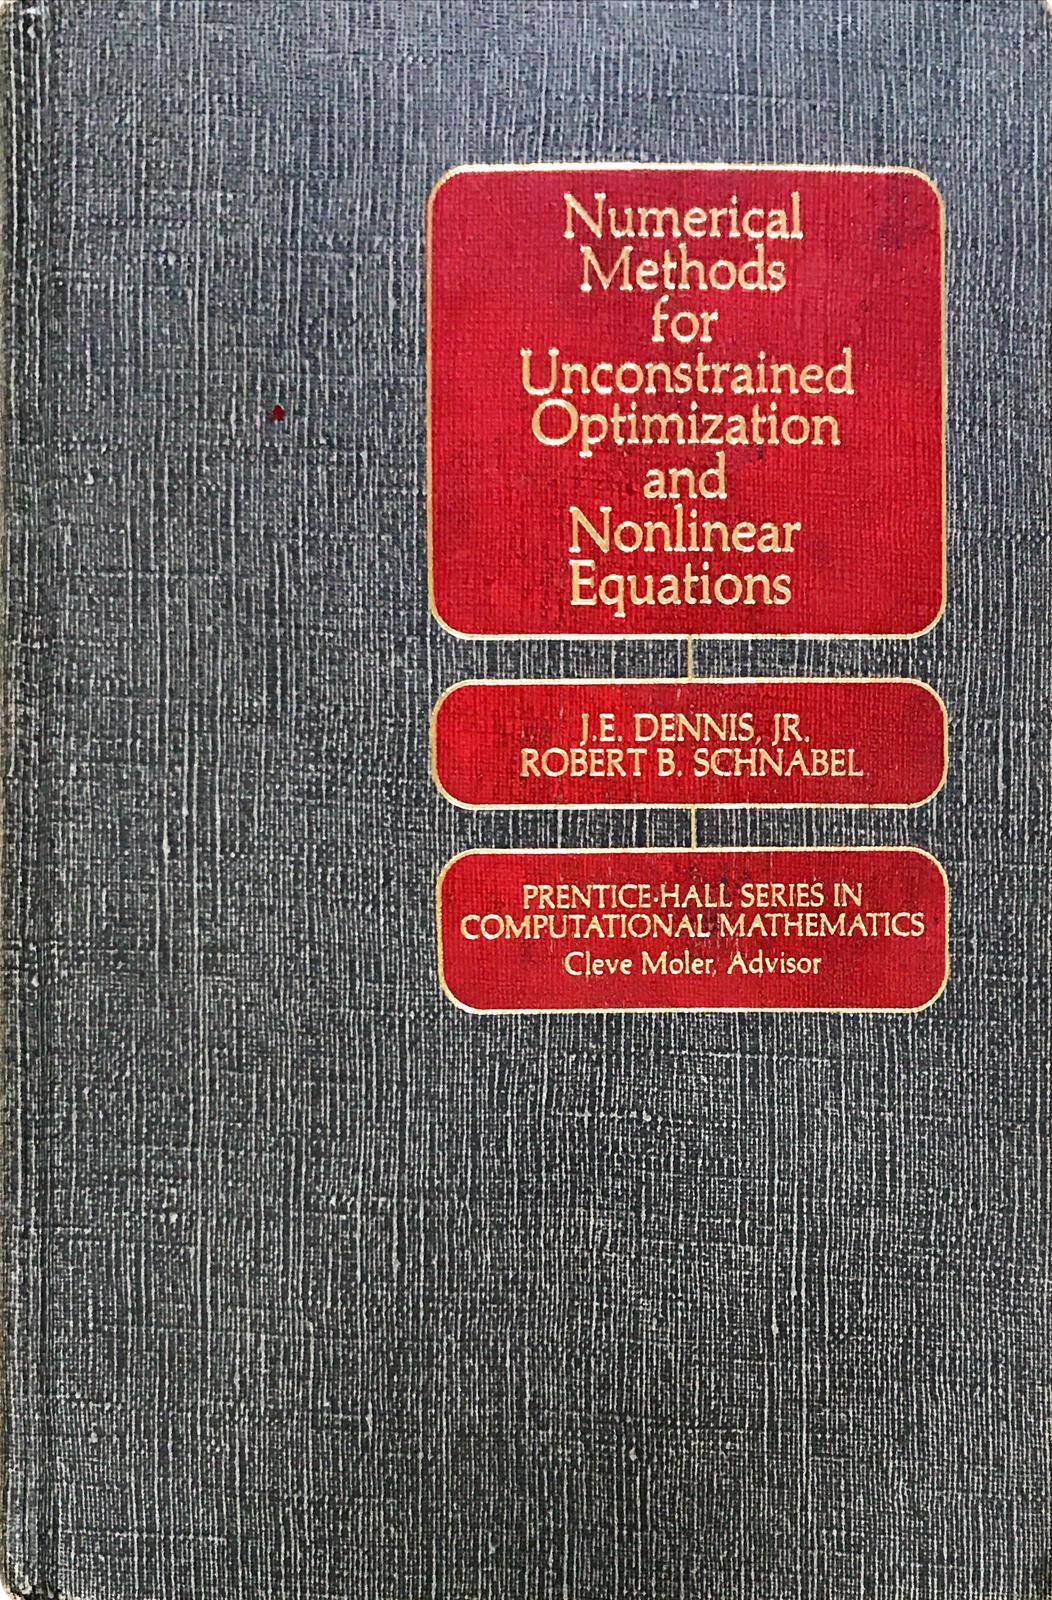 Numerical
Methods
for
Unconstrained
Optimization
and
Nonlinear
Equations
J.E. DENNIS, JR.
ROBERT B. SCHNABEL
PRENTICE-HALL SERIES IN
COMPUTATIONAL MATHEMATICS
Cleve Moler, Advisor